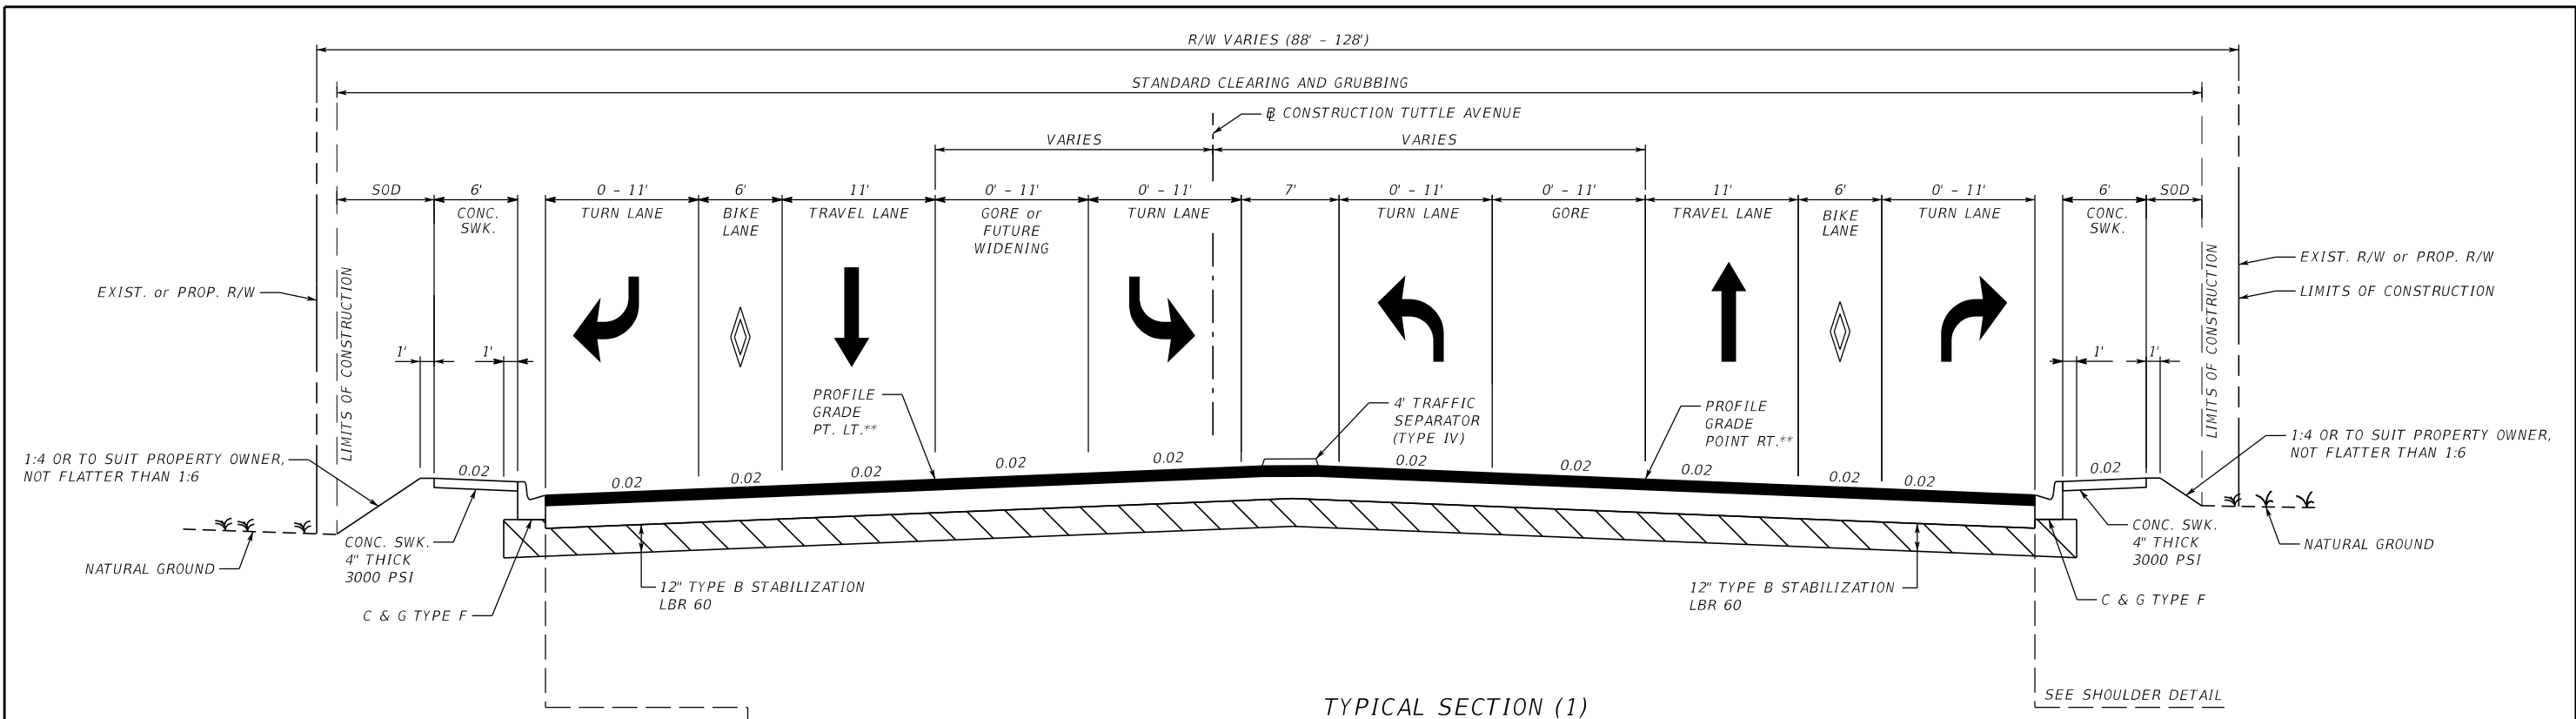 R/W VARIES (88' - 128')
STANDARD CLEARING AND GRUBBING
℄ CONSTRUCTION TUTTLE AVENUE
VARIES
VARIES
SOD
6'
0 - 11'
6'
11'
0' - 11'
0' - 11'
7'
0' - 11'
0' - 11'
11'
6'
0' - 11'
6'
SOD
CONC.
SWK.
TURN LANE
BIKE
LANE
TRAVEL LANE
GORE or
FUTURE
WIDENING
TURN LANE
TURN LANE
GORE
TRAVEL LANE
BIKE
LANE
TURN LANE
CONC.
SWK.
EXIST. or PROP. R/W
LIMITS OF CONSTRUCTION
LIMITS OF CONSTRUCTION
EXIST. R/W or PROP. R/W
LIMITS OF CONSTRUCTION
1'
1'
1'
1'
PROFILE
GRADE
PT. LT.**
4' TRAFFIC
SEPARATOR
(TYPE IV)
PROFILE
GRADE
POINT RT.**
1:4 OR TO SUIT PROPERTY OWNER,
NOT FLATTER THAN 1:6
1:4 OR TO SUIT PROPERTY OWNER,
NOT FLATTER THAN 1:6
0.02
0.02
0.02
0.02
0.02
0.02
0.02
0.02
0.02
0.02
0.02
0.02
NATURAL GROUND
CONC. SWK.
4" THICK
3000 PSI
C & G TYPE F
12" TYPE B STABILIZATION
LBR 60
12" TYPE B STABILIZATION
LBR 60
CONC. SWK.
4" THICK
3000 PSI
NATURAL GROUND
C & G TYPE F
SEE SHOULDER DETAIL
TYPICAL SECTION (1)